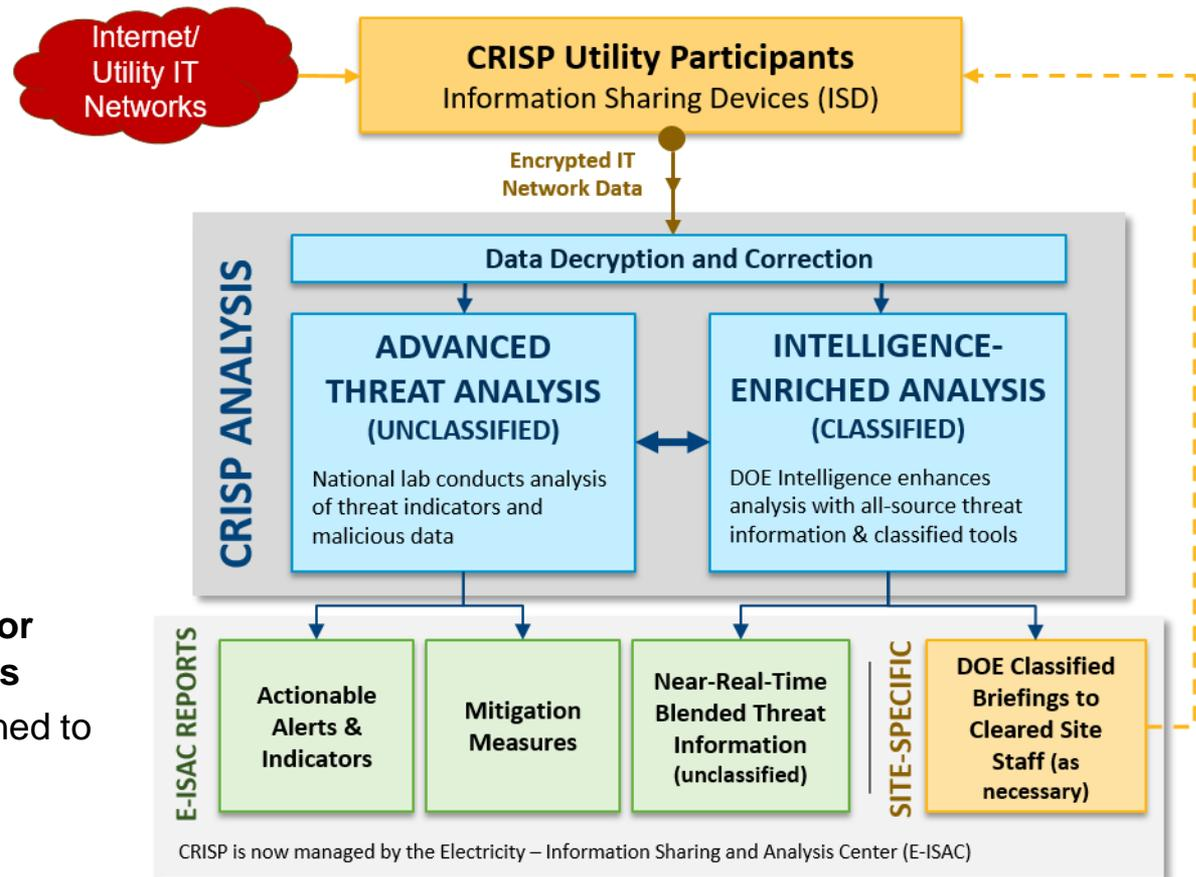 Internet/
Utility IT
Networks
CRISP Utility Participants
Information Sharing Devices (ISD)
Encrypted IT
Network Data
CRISP ANALYSIS
Data Decryption and Correction
ADVANCED
THREAT ANALYSIS
(UNCLASSIFIED)
National lab conducts analysis
of threat indicators and
malicious data
INTELLIGENCE-
ENRICHED ANALYSIS
(CLASSIFIED)
DOE Intelligence enhances
analysis with all-source threat
information & classified tools
or
s
ned to
E-ISAC REPORTS
Actionable
Alerts &
Indicators
Mitigation
Measures
Near-Real-Time
Blended Threat
Information
(unclassified)
SITE-SPECIFIC
DOE Classified
Briefings to
Cleared Site
Staff (as
necessary)
CRISP is now managed by the Electricity – Information Sharing and Analysis Center (E-ISAC)